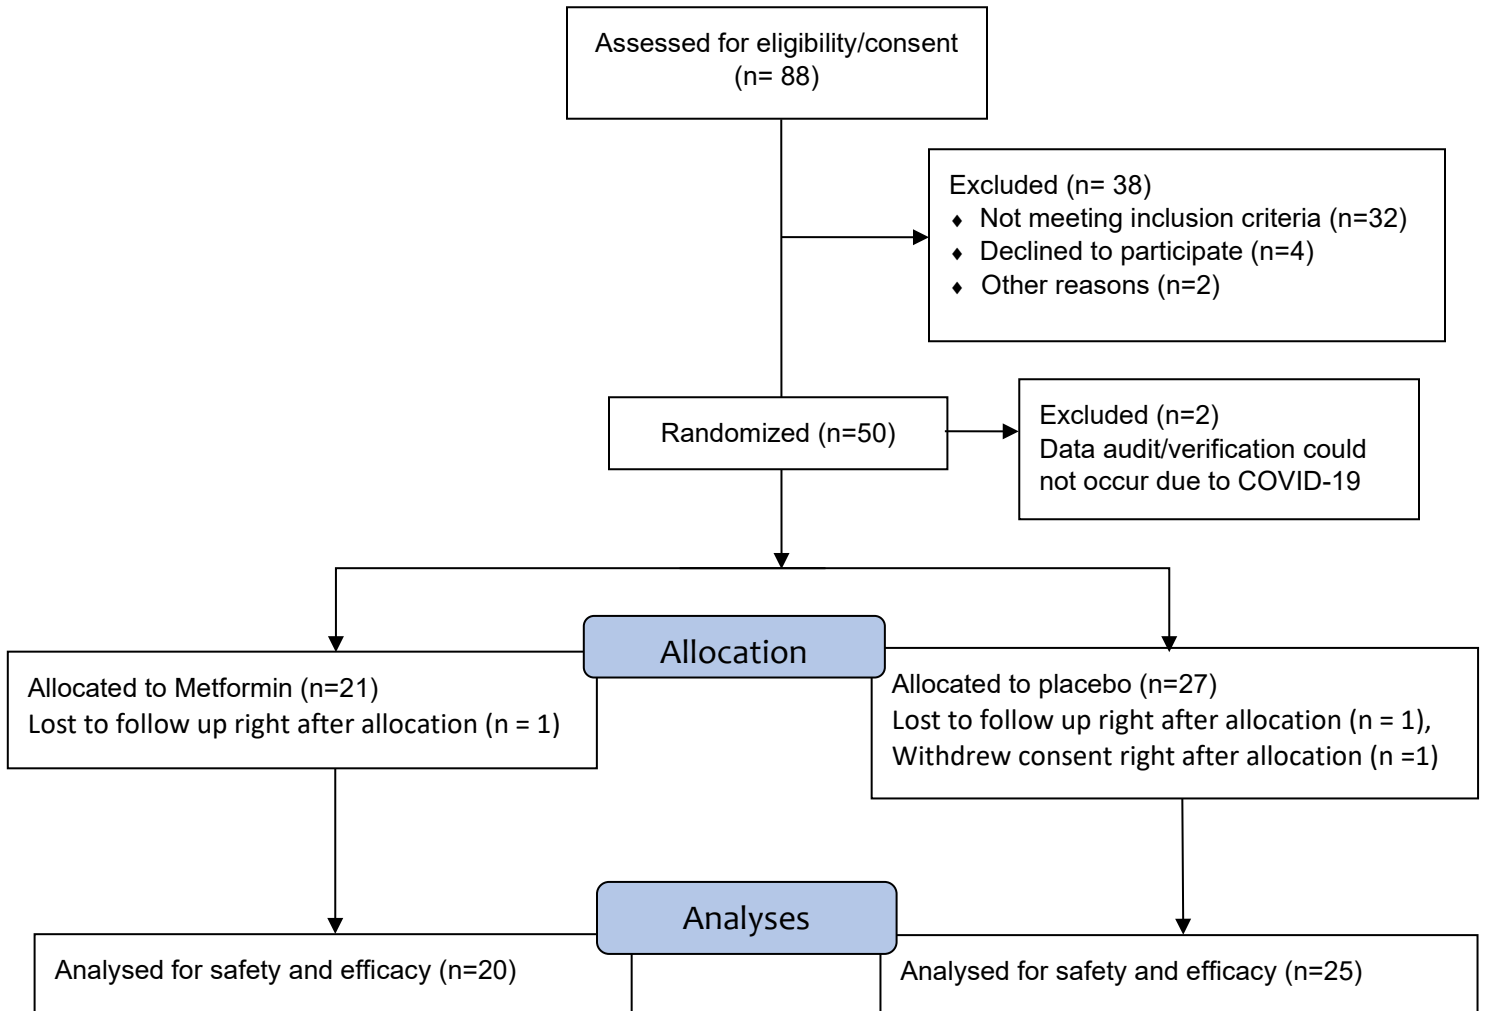 Assessed for eligibility/consent
(n= 88)
Excluded (n= 38)
♦ Not meeting inclusion criteria (n=32)
♦ Declined to participate (n=4)
♦ Other reasons (n=2)
Randomized (n=50)
Excluded (n=2)
Data audit/verification could
not occur due to COVID-19
Allocation
Allocated to Metformin (n=21)
Lost to follow up right after allocation (n = 1)
Allocated to placebo (n=27)
Lost to follow up right after allocation (n = 1),
Withdrew consent right after allocation (n =1)
Analyses
Analysed for safety and efficacy (n=20)
Analysed for safety and efficacy (n=25)